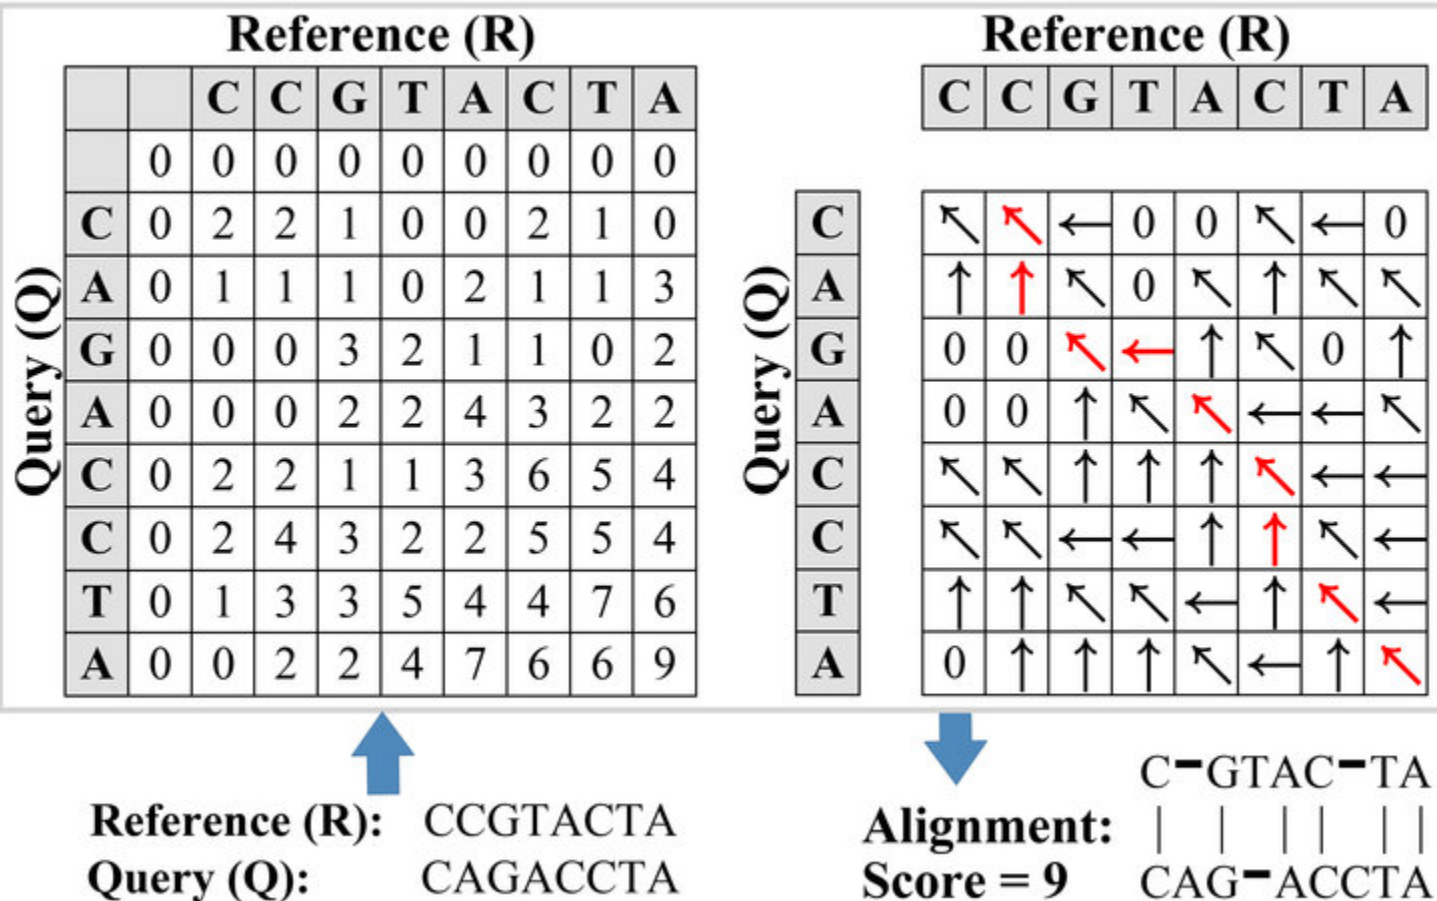 Reference (R)
C C G T A C T A
0 0 0 0 0 0 0 0 0
C 0 2 2 1 0 0 2 1 0
A 0 1 1 1 0 2 1 1 3
G 0 0 0 3 2 1 1 0 2
A 0 0 0 2 2 4 3 2 2
C 0 2 2 1 1 3 6 5 4
C 0 2 4 3 2 2 5 5 4
T 0 1 3 3 5 4 4 7 6
A 0 0 2 2 4 7 6 6 9
Query (Q)
Reference (R)
C C G T A C T A
C ↖ ↖ ← 0 0 ↖ ← 0
A ↑ ↑ ↖ 0 ↖ ↑ ↖ ↖
G 0 0 ↖ ← ↑ ↖ 0 ↑
A 0 0 ↑ ↖ ↖ ← ← ↖
C ↖ ↖ ↑ ↑ ↑ ↖ ← ←
C ↖ ↖ ← ← ↑ ↑ ↖ ←
T ↑ ↑ ↖ ↖ ← ↑ ↖ ←
A 0 ↑ ↑ ↑ ↖ ← ↑ ↖
Query (Q)
Reference (R): CCGTACTA
Query (Q): CAGACCTA
C-GTAC-TA
Alignment: | | | | | |
Score = 9 CAG-ACCTA